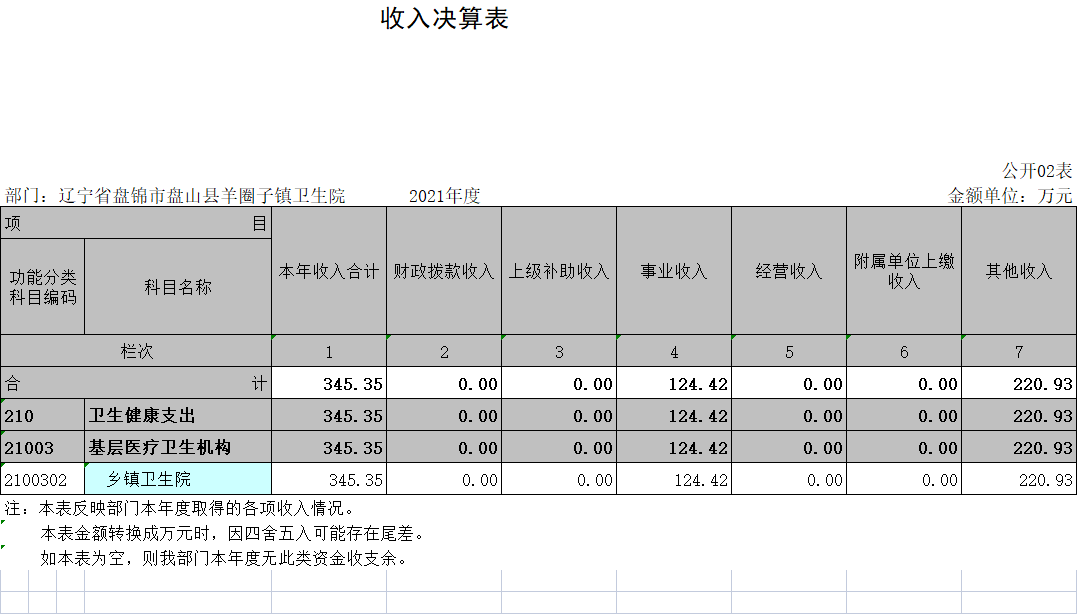 收入决算表
公开02表
部门：辽宁省盘锦市盘山县羊圈子镇卫生院 2021年度 金额单位：万元
项 目
功能分类
科目编码
科目名称
本年收入合计
财政拨款收入
上级补助收入
事业收入
经营收入
附属单位上缴
收入
其他收入
栏次 1 2 3 4 5 6 7
合 计 345.35 0.00 0.00 124.42 0.00 0.00 220.93
210 卫生健康支出 345.35 0.00 0.00 124.42 0.00 0.00 220.93
21003 基层医疗卫生机构 345.35 0.00 0.00 124.42 0.00 0.00 220.93
2100302 乡镇卫生院 345.35 0.00 0.00 124.42 0.00 0.00 220.93
注：本表反映部门本年度取得的各项收入情况。
本表金额转换成万元时，因四舍五入可能存在尾差。
如本表为空，则我部门本年度无此类资金收支余。